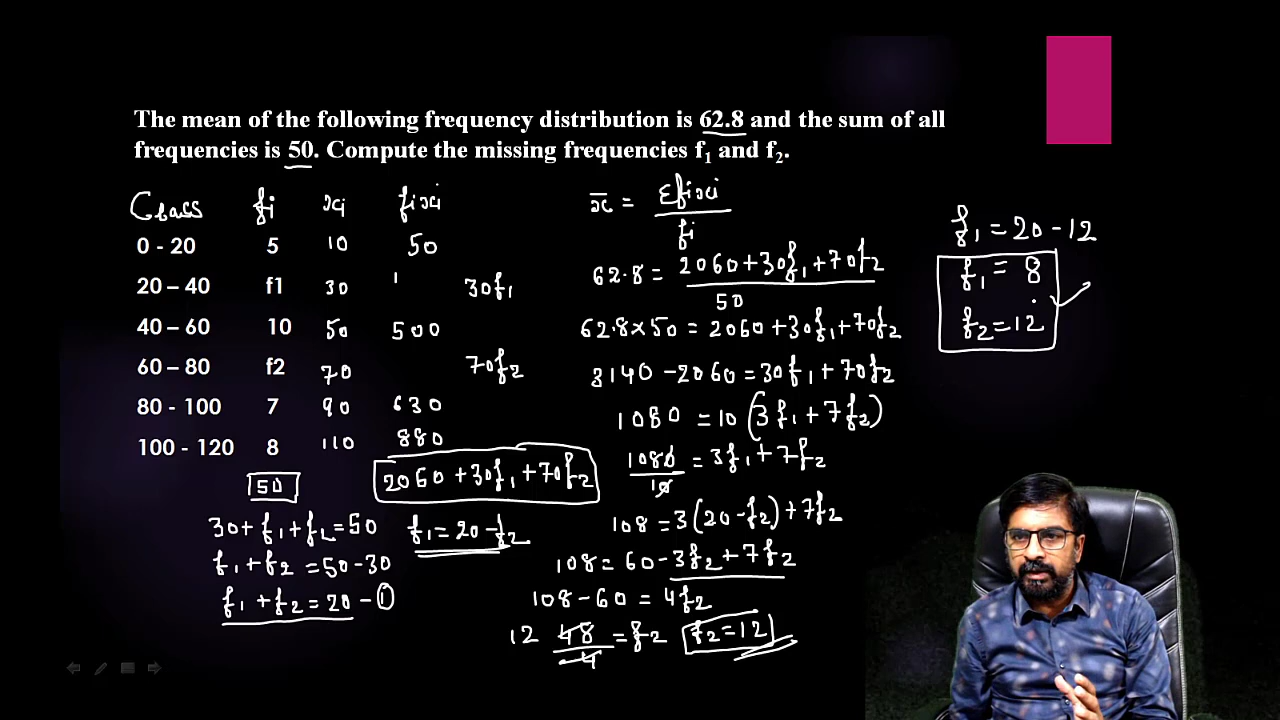 The mean of the following frequency distribution is 62.8 and the sum of all
frequencies is 50. Compute the missing frequencies f₁ and f₂.
Class fi xi fixi
0 - 20 5 10 50
20 – 40 f1 30 30f₁
40 – 60 10 50 500
60 – 80 f2 70 70f₂
80 - 100 7 90 630
100 - 120 8 110 880
50 2060 + 30f₁ + 70f₂
30 + f₁ + f₂ = 50
f₁ + f₂ = 50 - 30
f₁ + f₂ = 20 - ①
f₁ = 20 - f₂
x̄ = Σfixi / fi
62.8 = 2060 + 30f₁ + 70f₂ / 50
62.8 × 50 = 2060 + 30f₁ + 70f₂
3140 - 2060 = 30f₁ + 70f₂
1080 = 10 (3f₁ + 7f₂)
1080 / 10 = 3f₁ + 7f₂
108 = 3(20 - f₂) + 7f₂
108 = 60 - 3f₂ + 7f₂
108 - 60 = 4f₂
12 48 / 4 = f₂ f₂ = 12
f₁ = 20 - 12
f₁ = 8
f₂ = 12